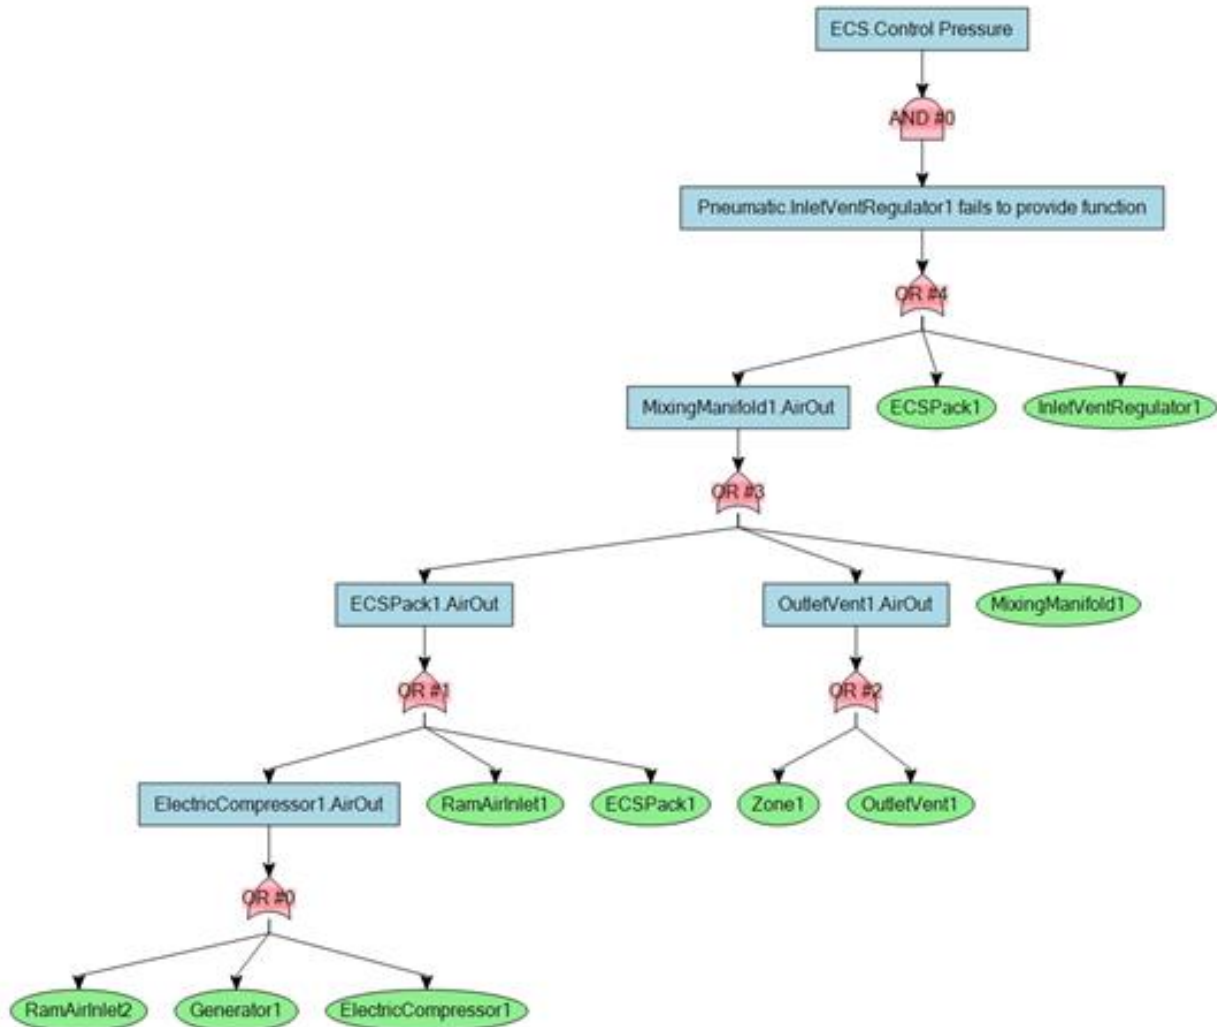 ECS.Control Pressure
AND #0
Pneumatic.InletVentRegulator1 fails to provide function
OR #4
MixingManifold1.AirOut
ECSPack1
InletVentRegulator1
OR #3
ECSPack1.AirOut
OutletVent1.AirOut
MixingManifold1
OR #1
OR #2
ElectricCompressor1.AirOut
RamAirInlet1
ECSPack1
Zone1
OutletVent1
OR #0
RamAirInlet2
Generator1
ElectricCompressor1